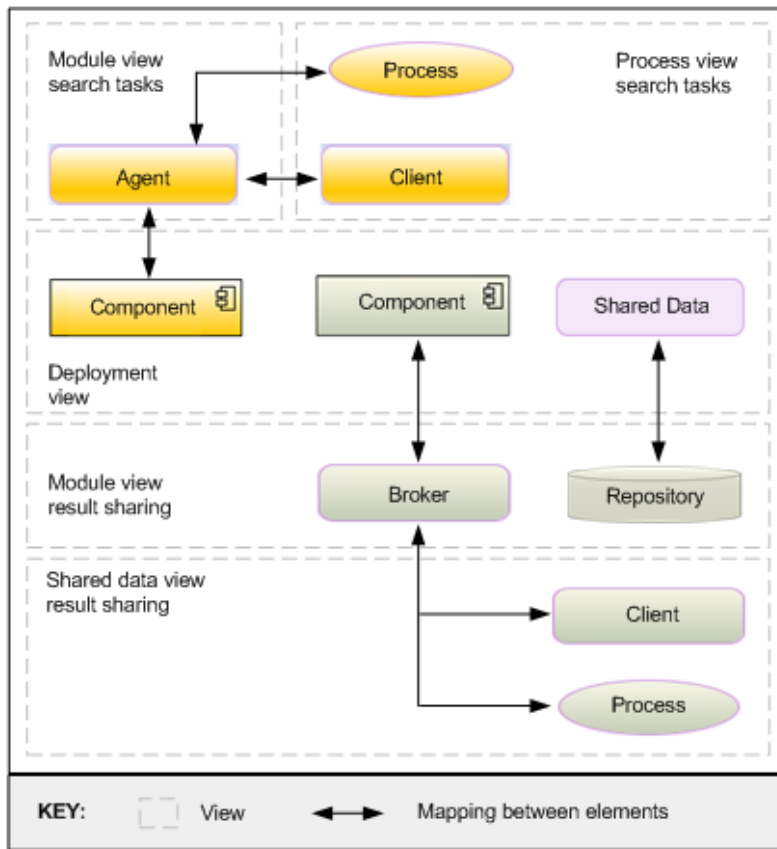 Module view
search tasks
Process
Process view
search tasks
Agent
Client
Component
Component
Shared Data
Deployment
view
Module view
result sharing
Broker
Repository
Shared data view
result sharing
Client
Process
KEY:
View
Mapping between elements